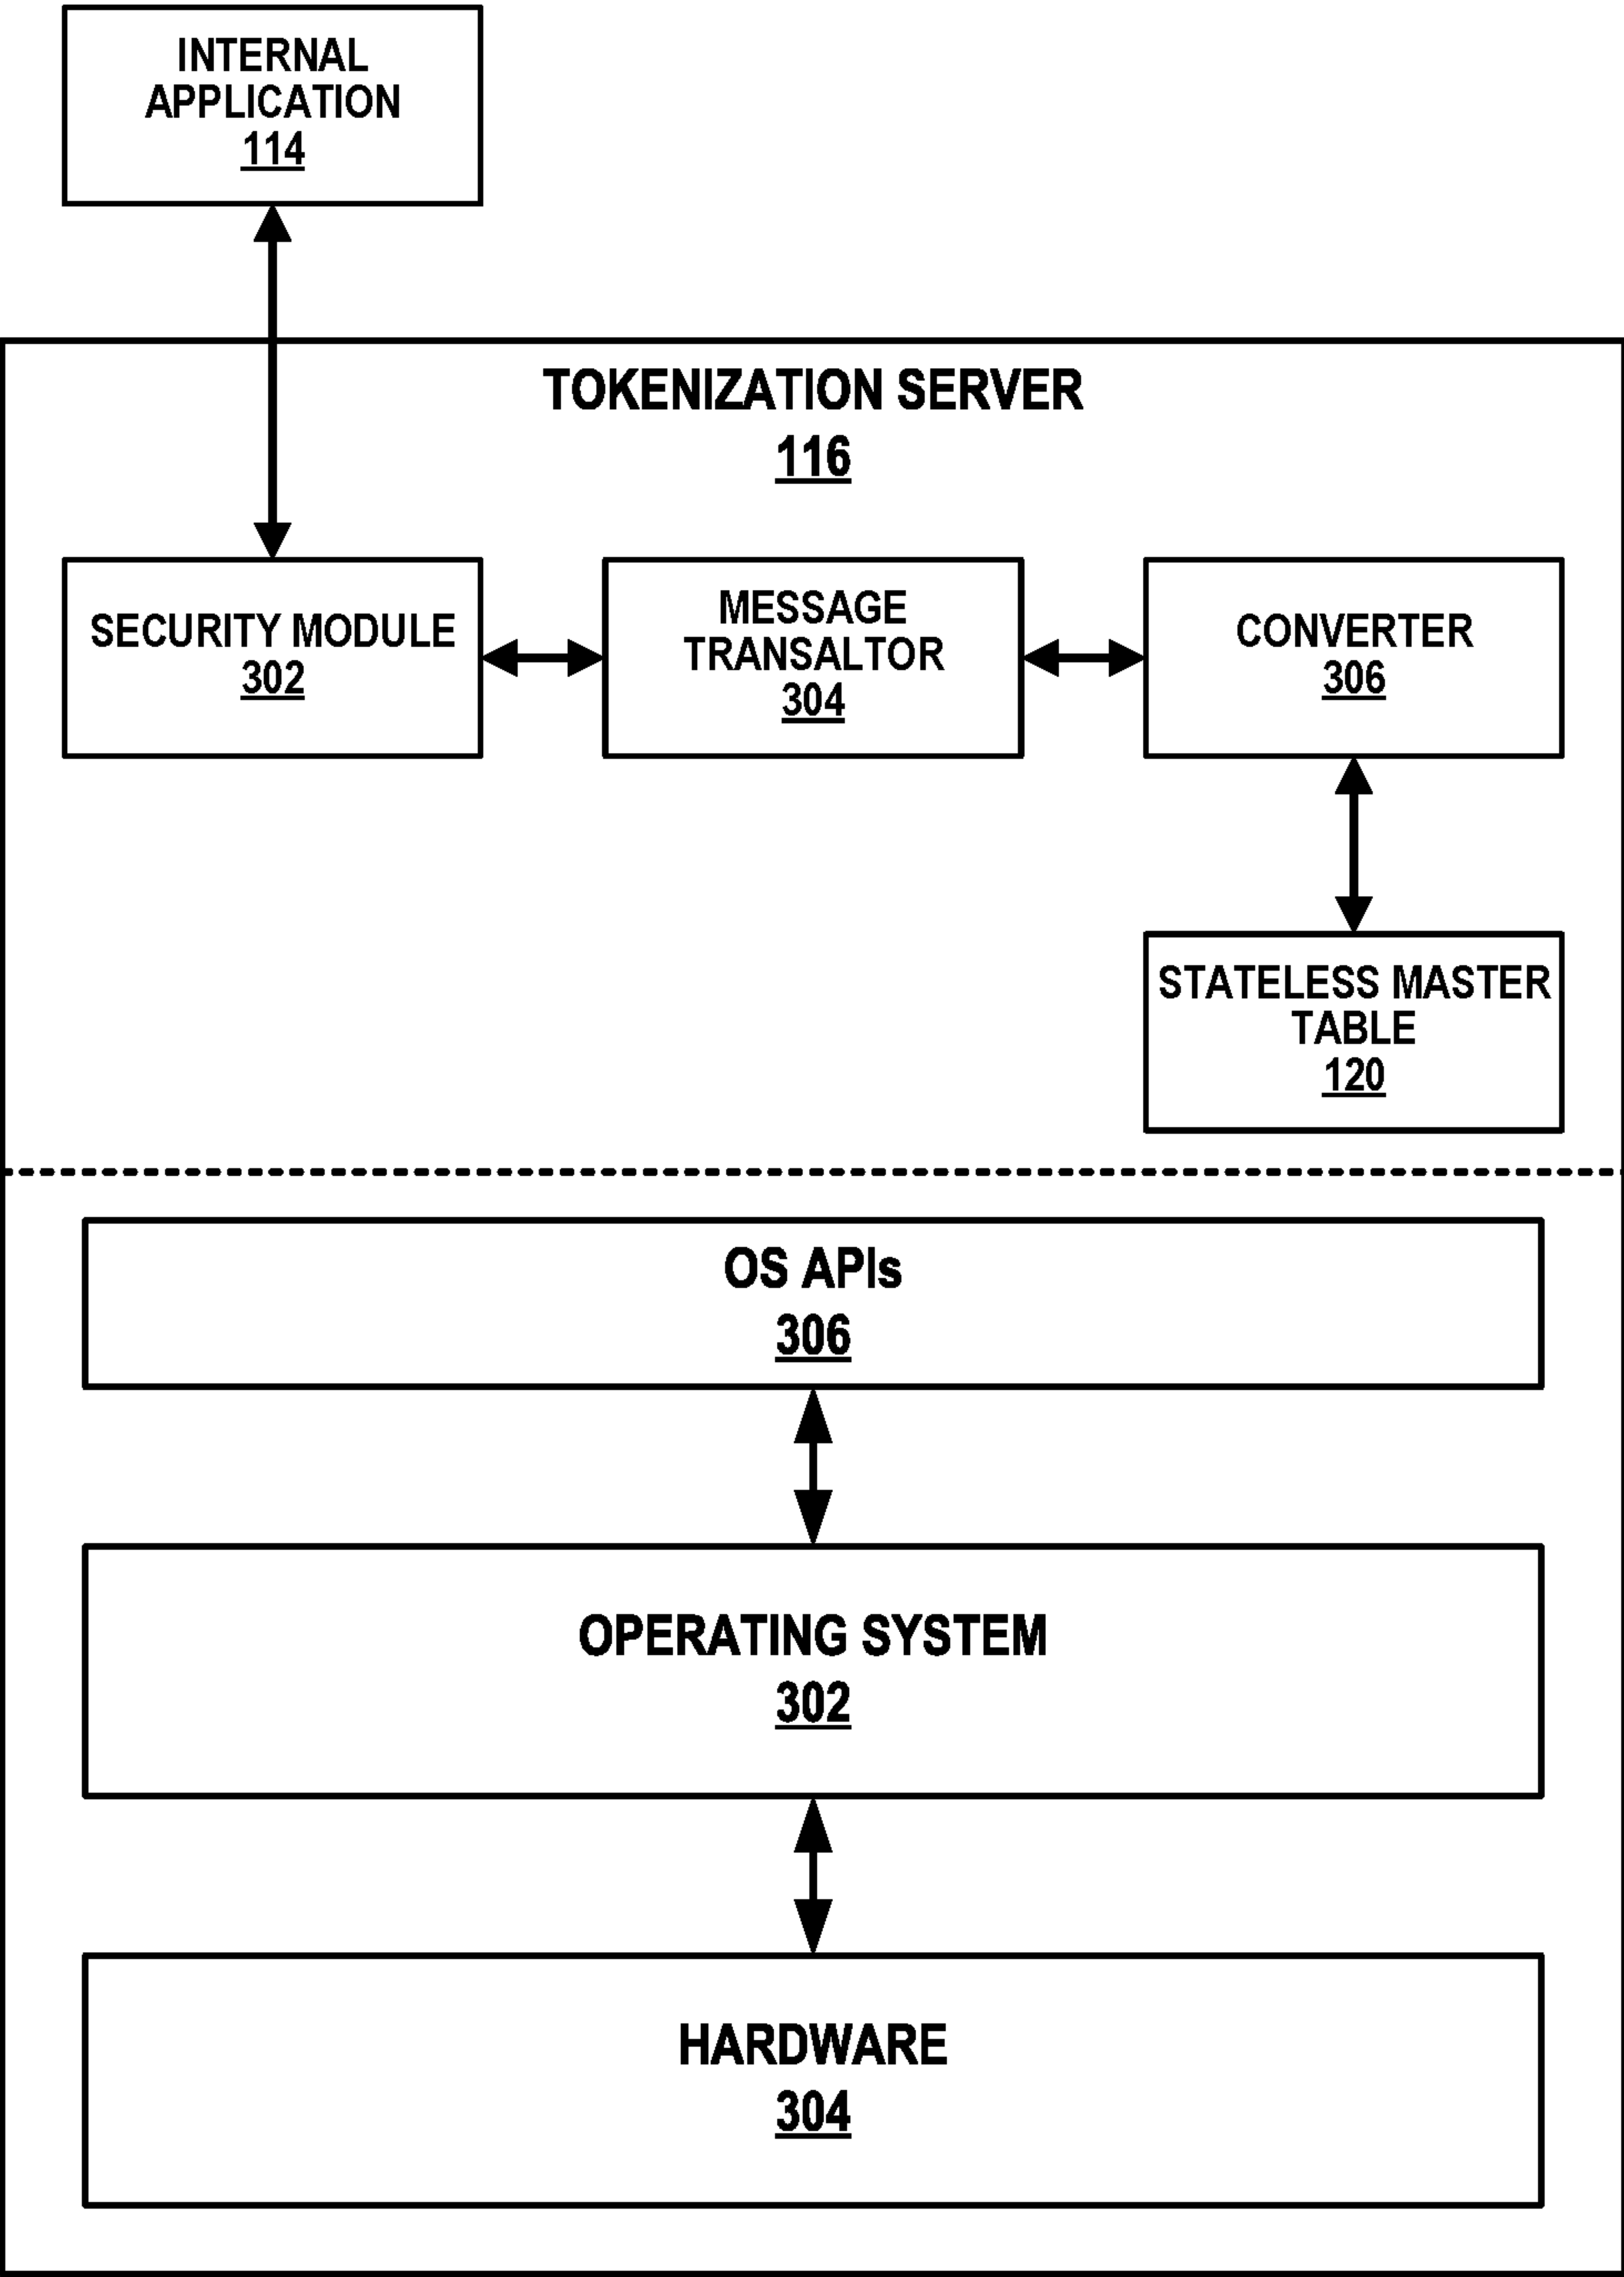 INTERNAL
APPLICATION
114
TOKENIZATION SERVER
116
SECURITY MODULE
302
MESSAGE
TRANSALTOR
304
CONVERTER
306
STATELESS MASTER
TABLE
120
OS APIs
306
OPERATING SYSTEM
302
HARDWARE
304